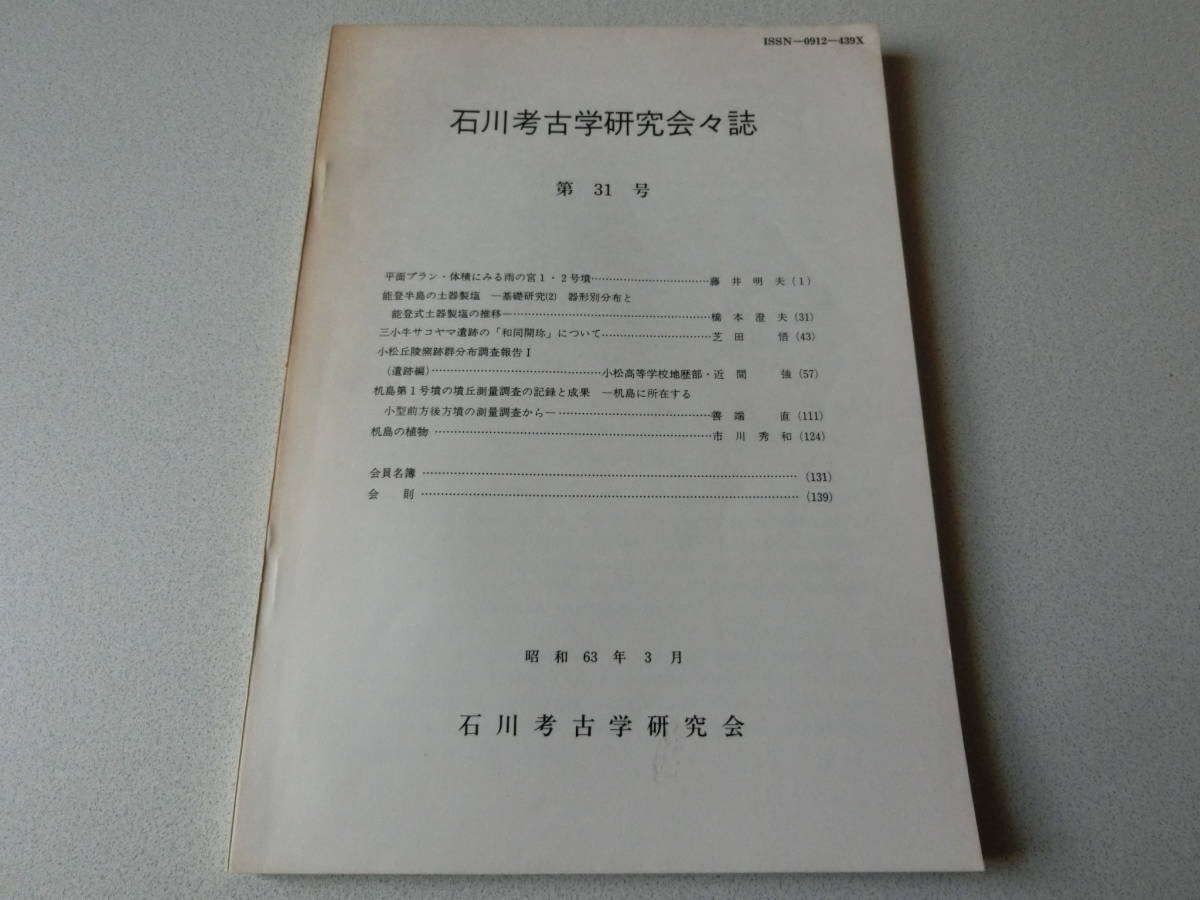 ISSN—0912—439X
石川考古学研究会々誌
第 31 号
平面プラン・体積にみる雨の宮1・2号墳……………………………藤 井 明 夫 (1)
能登半島の土器製塩 —基礎研究(2) 器形別分布と
能登式土器製塩の推移—……………………………………………………橋 本 澄 夫 (31)
三小牛サコヤマ遺跡の「和同開珎」について…………………………芝 田 悟 (43)
小松丘陵窯跡群分布調査報告Ⅰ
(遺跡編)…………………………………………小松高等学校地歴部・近 間 強 (57)
机島第1号墳の墳丘測量調査の記録と成果 —机島に所在する
小型前方後方墳の測量調査から—………………………………………善 端 直 (111)
机島の植物 ……………………………………………………………………市 川 秀 和 (124)
会員名簿 ……………………………………………………………………………………………… (131)
会 則 ……………………………………………………………………………………………… (139)
昭 和 63 年 3 月
石 川 考 古 学 研 究 会